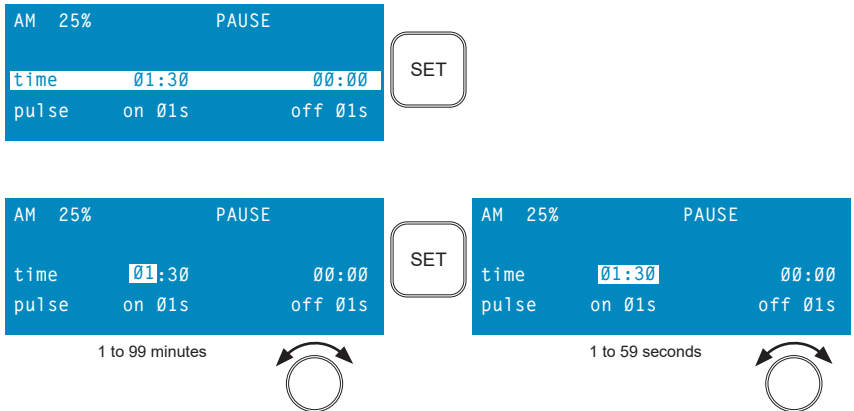 AM 25% PAUSE
time 01:30 00:00
pulse on 01s off 01s
SET
AM 25% PAUSE
time 01:30 00:00
pulse on 01s off 01s
1 to 99 minutes
SET
AM 25% PAUSE
time 01:30 00:00
pulse on 01s off 01s
1 to 59 seconds